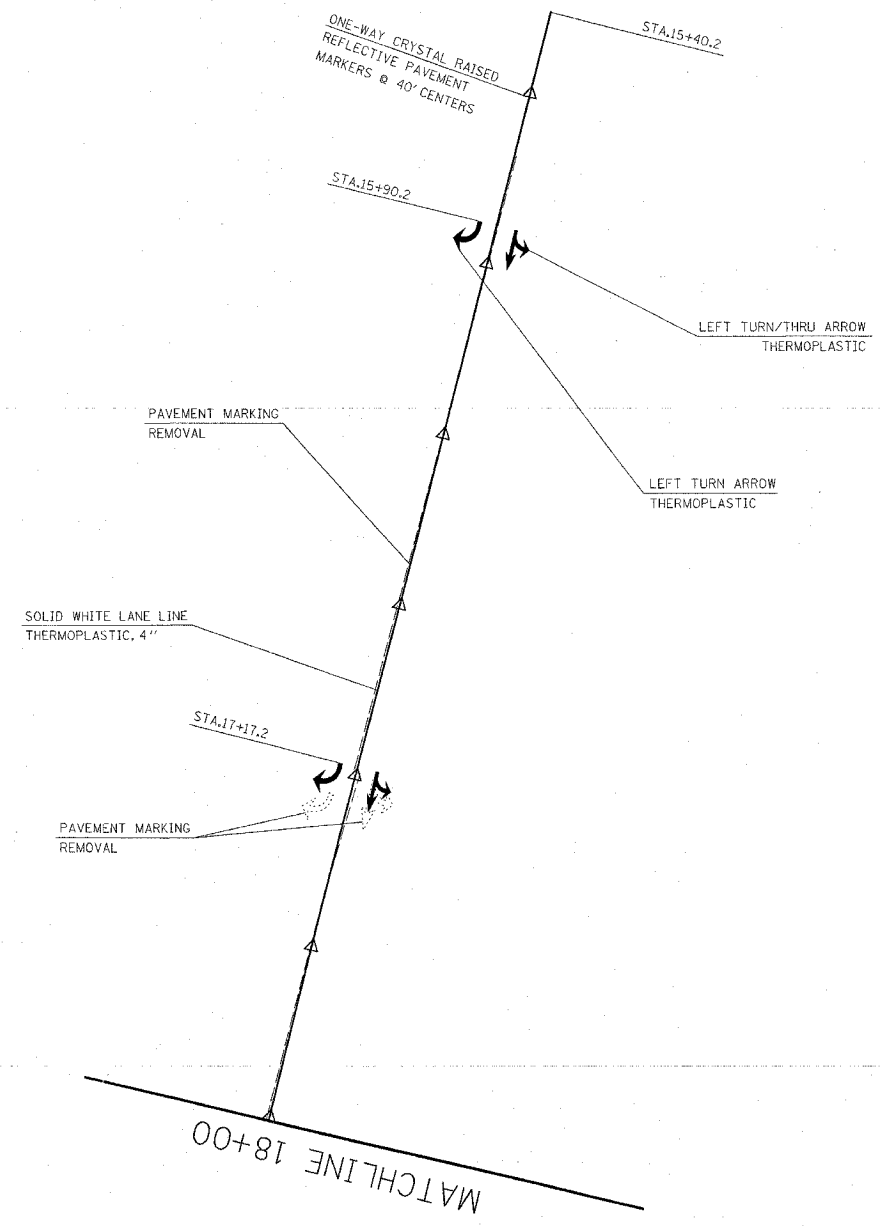 ONE-WAY CRYSTAL RAISED
REFLECTIVE PAVEMENT
MARKERS @ 40' CENTERS
STA.15+40.2
STA.15+90.2
LEFT TURN/THRU ARROW
THERMOPLASTIC
PAVEMENT MARKING
REMOVAL
LEFT TURN ARROW
THERMOPLASTIC
SOLID WHITE LANE LINE
THERMOPLASTIC, 4"
STA.17+17.2
PAVEMENT MARKING
REMOVAL
MATCHLINE 18+00